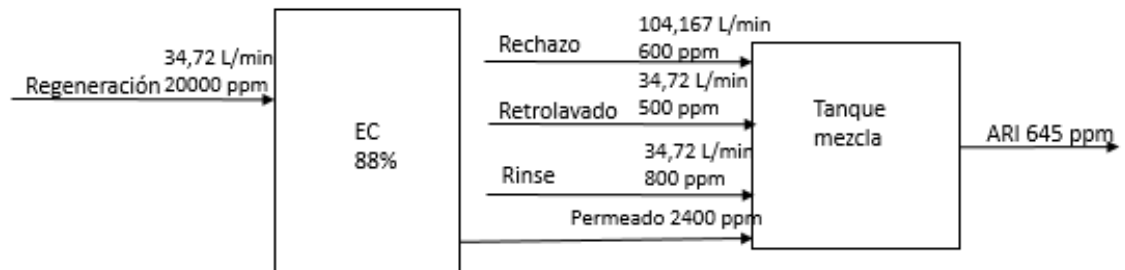 34,72 L/min
Regeneración 20000 ppm
EC
88%
104,167 L/min
Rechazo 600 ppm
34,72 L/min
Retrolavado 500 ppm
34,72 L/min
Rinse 800 ppm
Permeado 2400 ppm
Tanque
mezcla
ARI 645 ppm